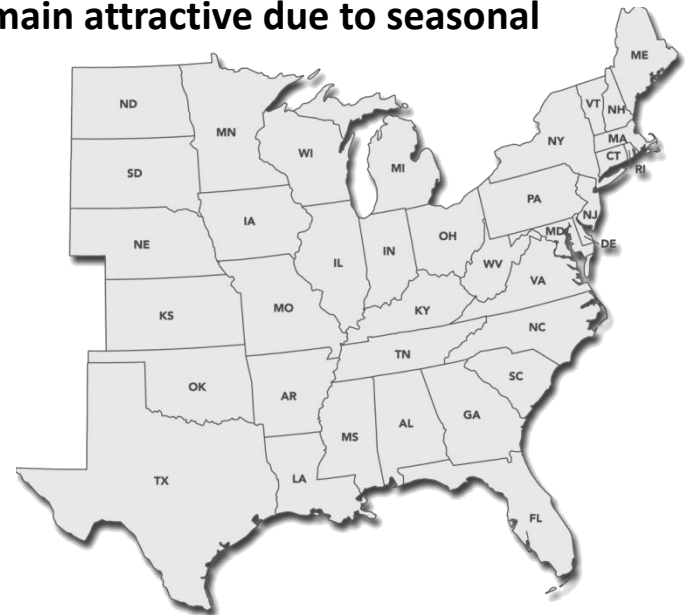 main attractive due to seasonal
ME
ND
VT
NH
MN
MA
NY
WI
CT
SD
MI
RI
PA
NJ
IA
MD
OH
NE
DE
IL
IN
WV
VA
MO
KY
KS
NC
TN
SC
OK
AR
GA
AL
MS
LA
TX
FL